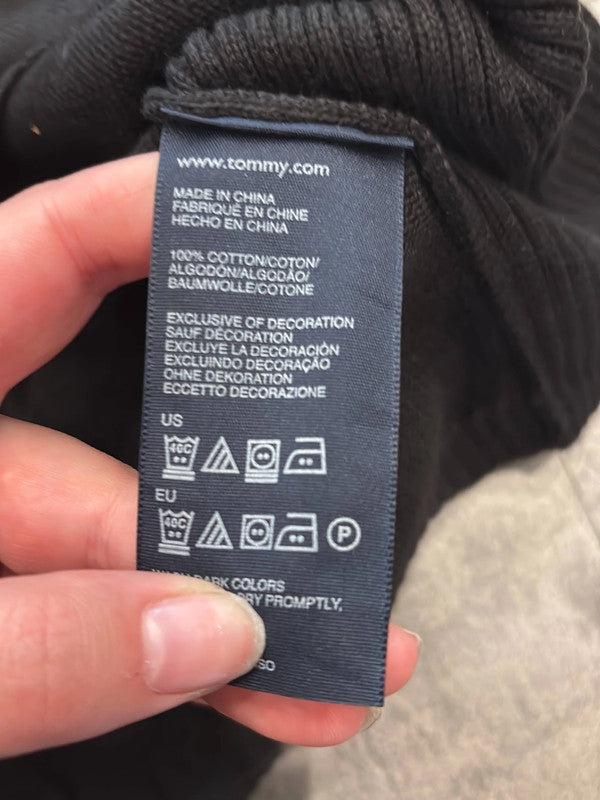 www.tommy.com
MADE IN CHINA
FABRIQUÉ EN CHINE
HECHO EN CHINA
100% COTTON/COTON/
ALGODÓN/ALGODÃO/
BAUMWOLLE/COTONE
EXCLUSIVE OF DECORATION
SAUF DÉCORATION
EXCLUYE LA DECORACIÓN
EXCLUINDO DECORAÇÃO
OHNE DEKORATION
ECCETTO DECORAZIONE
US
40C
EU
40C
P
DARK COLORS
DRY PROMPTLY,